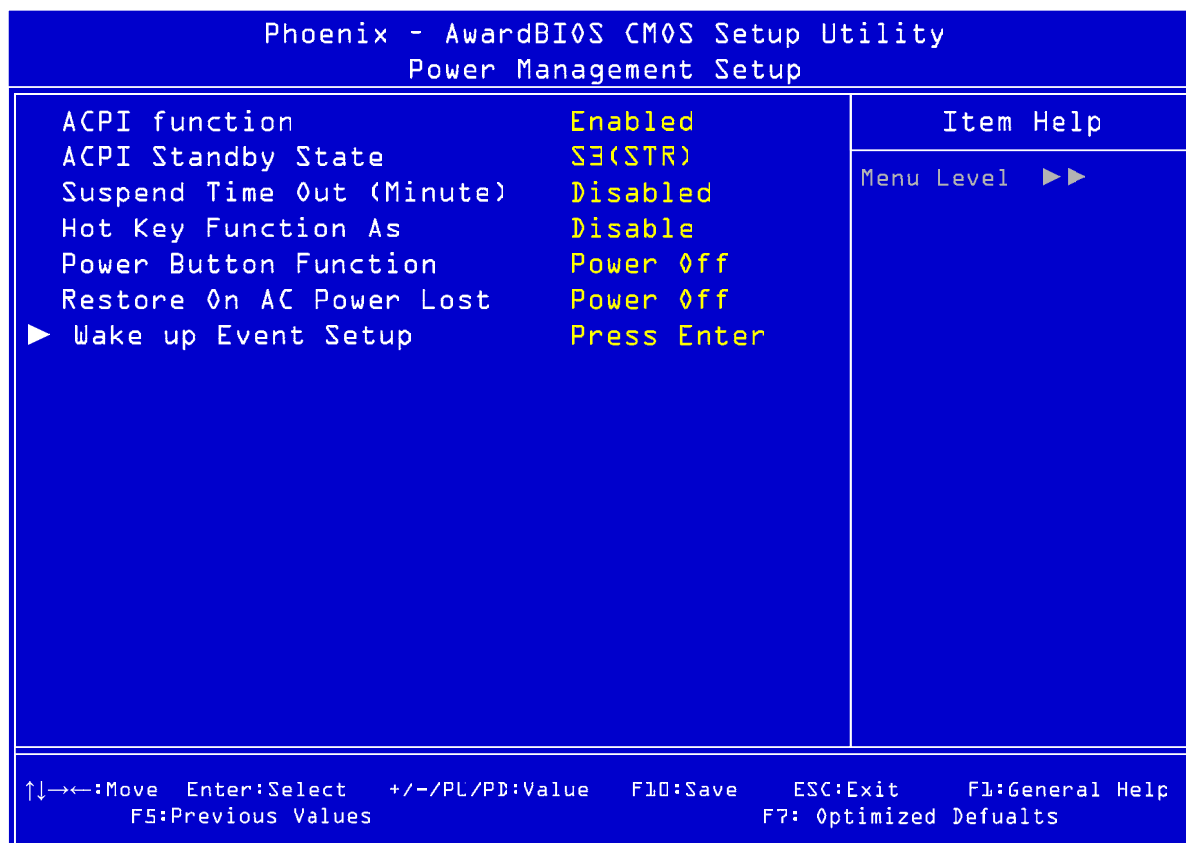 Phoenix - AwardBIOS CMOS Setup Utility
Power Management Setup
ACPI function Enabled
ACPI Standby State S3(STR)
Suspend Time Out (Minute) Disabled
Hot Key Function As Disable
Power Button Function Power Off
Restore On AC Power Lost Power Off
▶ Wake up Event Setup Press Enter
Item Help
Menu Level ▶▶
↑↓→←:Move Enter:Select +/-/PU/PD:Value F10:Save ESC:Exit F1:General Help
F5:Previous Values F7: Optimized Defualts